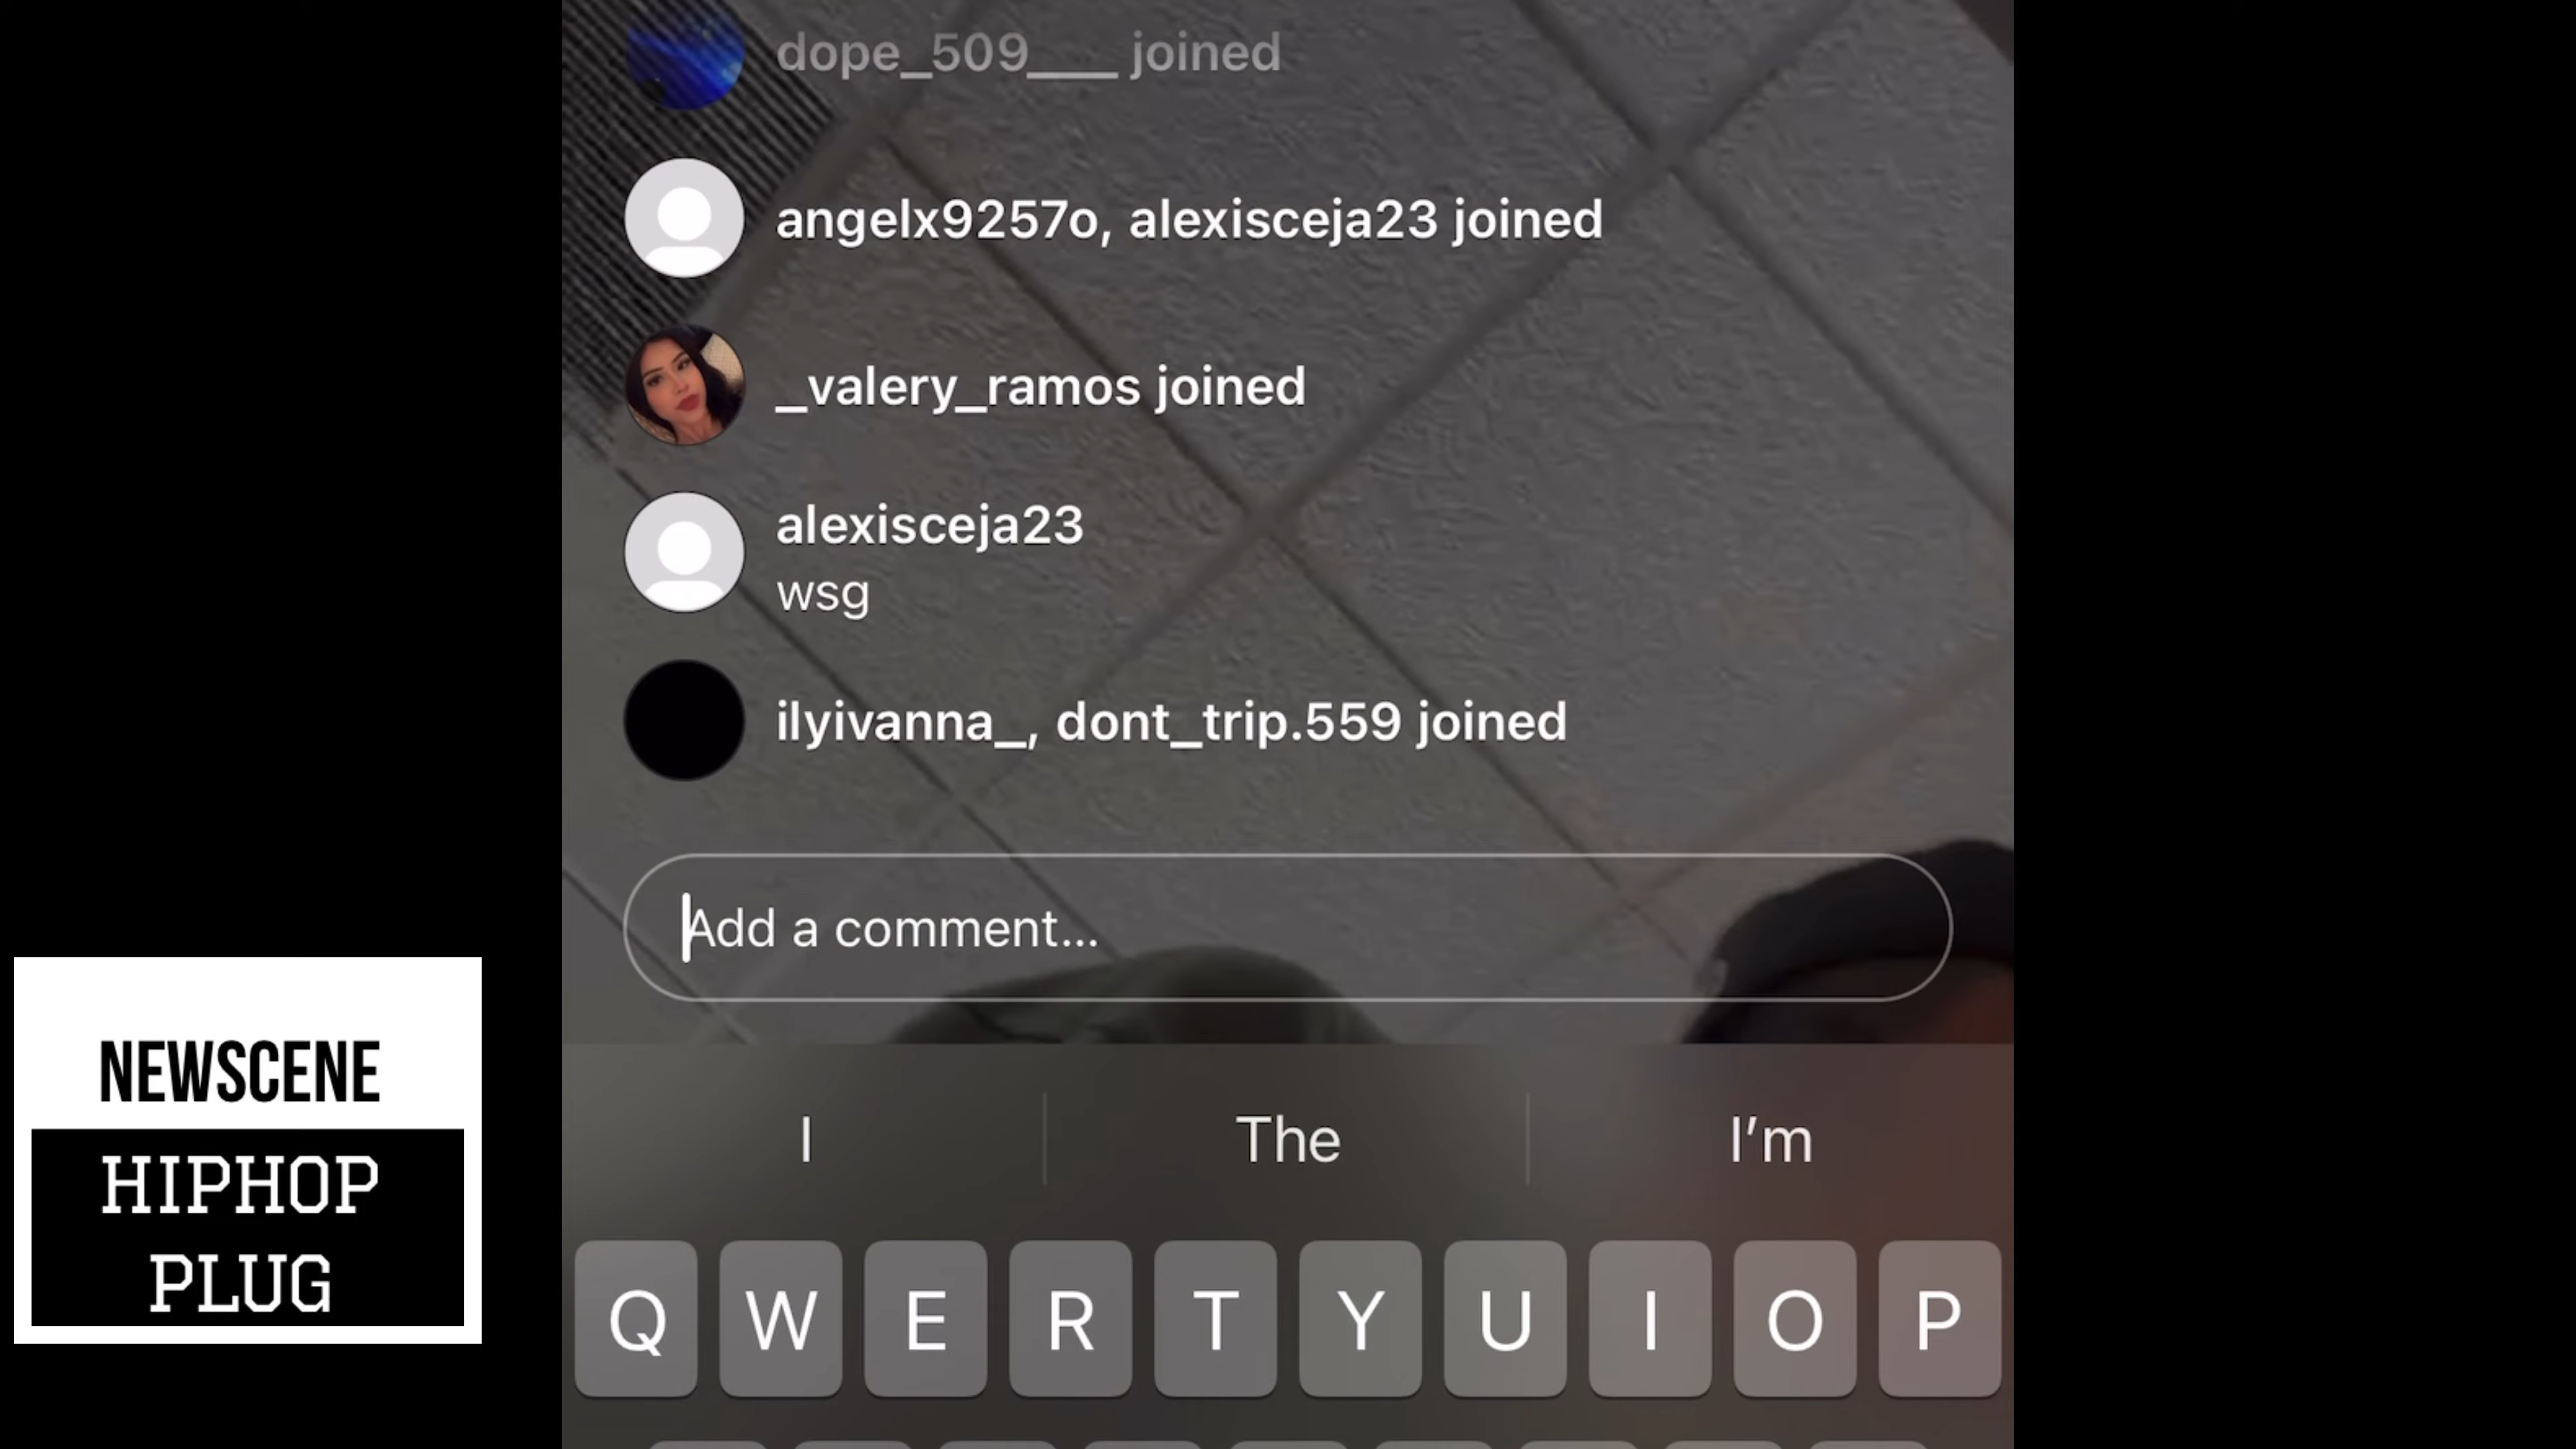 dope_509___ joined
angelx9257o, alexisceja23 joined
_valery_ramos joined
alexisceja23
wsg
ilyivanna_, dont_trip.559 joined
Add a comment...
I The I’m
Q W E R T Y U I O P
NEWSCENE
HIPHOP
PLUG